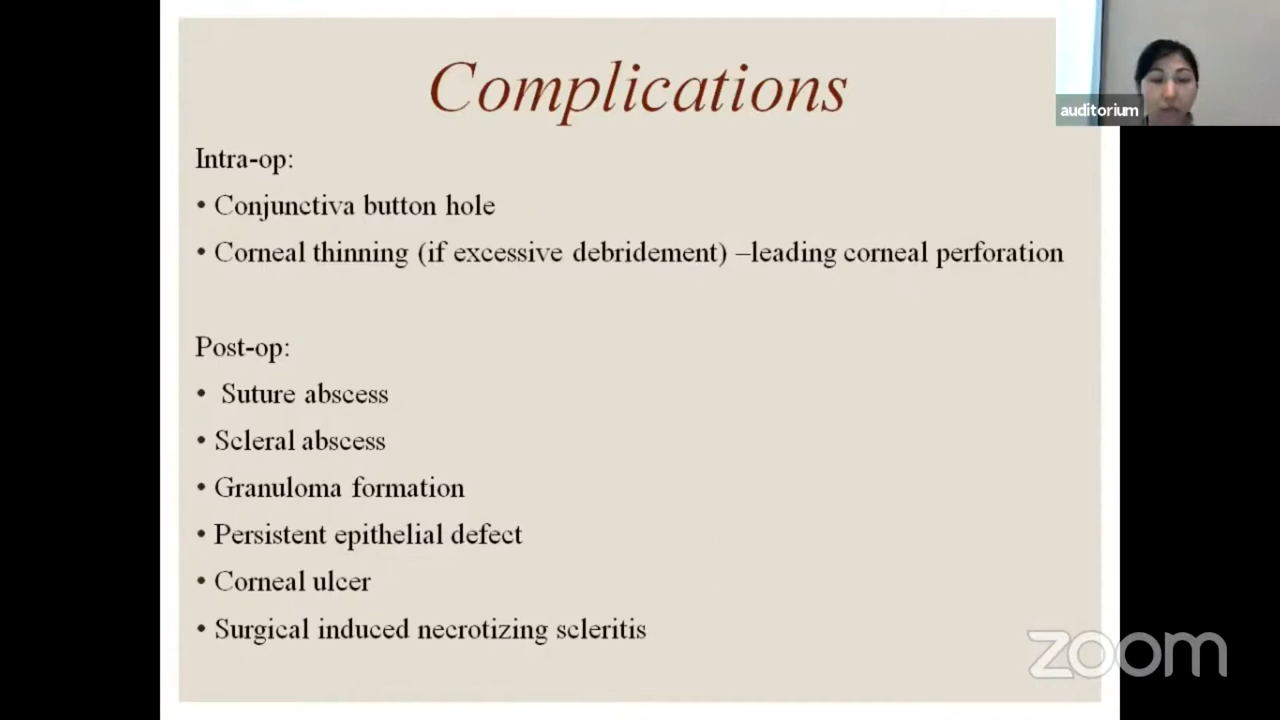 Complications
auditorium
Intra-op:
• Conjunctiva button hole
• Corneal thinning (if excessive debridement) –leading corneal perforation
Post-op:
• Suture abscess
• Scleral abscess
• Granuloma formation
• Persistent epithelial defect
• Corneal ulcer
• Surgical induced necrotizing scleritis
zoom